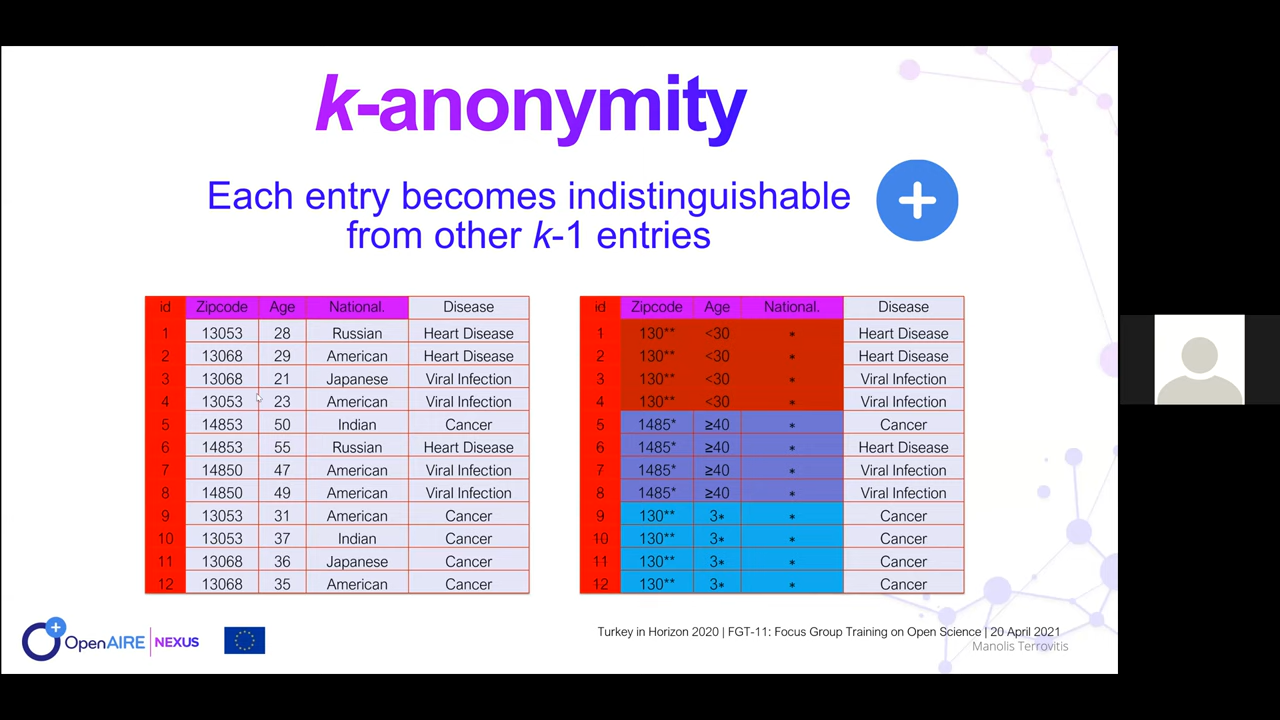 k-anonymity
Each entry becomes indistinguishable
from other k-1 entries
id Zipcode Age National. Disease
1 13053 28 Russian Heart Disease
2 13068 29 American Heart Disease
3 13068 21 Japanese Viral Infection
4 13053 23 American Viral Infection
5 14853 50 Indian Cancer
6 14853 55 Russian Heart Disease
7 14850 47 American Viral Infection
8 14850 49 American Viral Infection
9 13053 31 American Cancer
10 13053 37 Indian Cancer
11 13068 36 Japanese Cancer
12 13068 35 American Cancer
id Zipcode Age National. Disease
1 130** <30 * Heart Disease
2 130** <30 * Heart Disease
3 130** <30 * Viral Infection
4 130** <30 * Viral Infection
5 1485* ≥40 * Cancer
6 1485* ≥40 * Heart Disease
7 1485* ≥40 * Viral Infection
8 1485* ≥40 * Viral Infection
9 130** 3* * Cancer
10 130** 3* * Cancer
11 130** 3* * Cancer
12 130** 3* * Cancer
OpenAIRE NEXUS
Turkey in Horizon 2020 | FGT-11: Focus Group Training on Open Science | 20 April 2021
Manolis Terrovitis